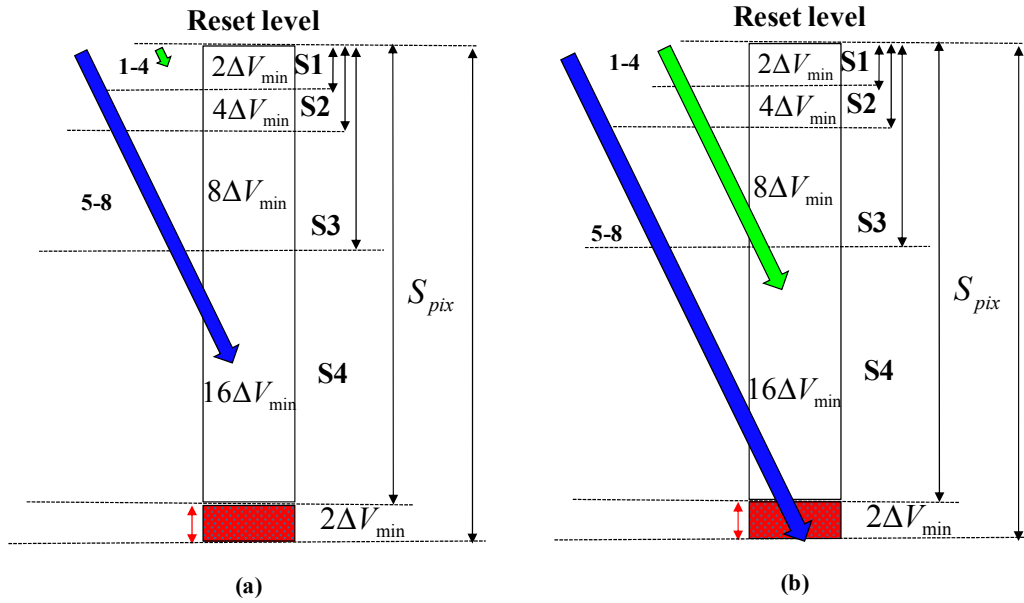 Reset level
1-4
2ΔVmin
S1
4ΔVmin
S2
5-8
8ΔVmin
S3
Spix
S4
16ΔVmin
2ΔVmin
(a)
Reset level
1-4
2ΔVmin
S1
4ΔVmin
S2
8ΔVmin
5-8
S3
Spix
S4
16ΔVmin
2ΔVmin
(b)